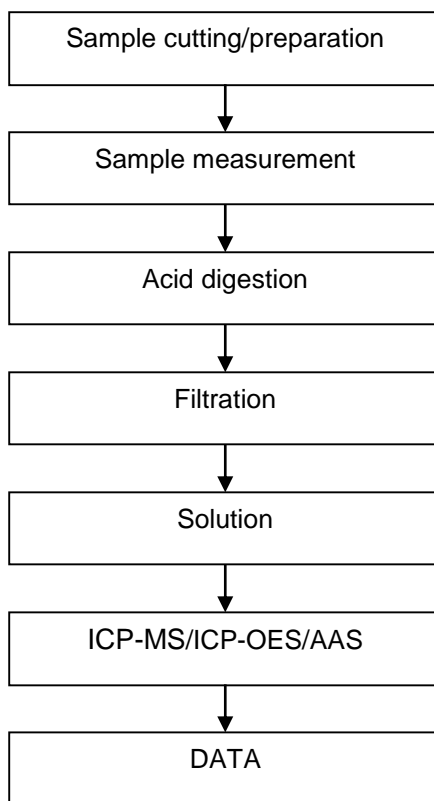 Sample cutting/preparation
Sample measurement
Acid digestion
Filtration
Solution
ICP-MS/ICP-OES/AAS
DATA